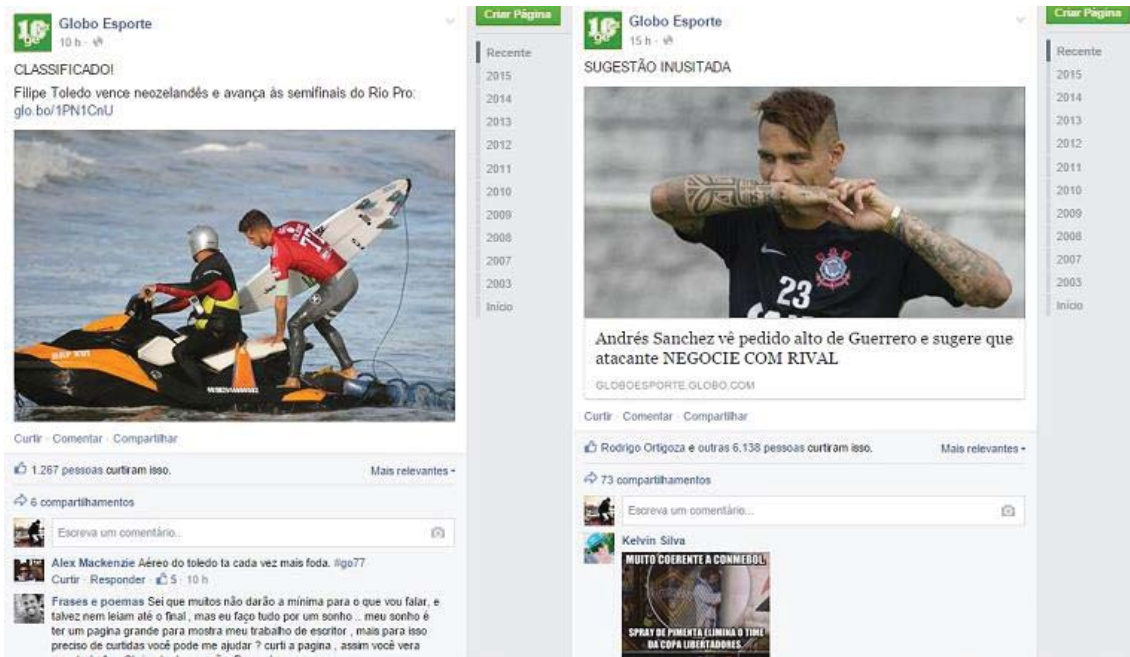 Globo Esporte
10 h
CLASSIFICADO!
Filipe Toledo vence neozelandês e avança às semifinais do Rio Pro:
glo.bo/1PN1CnU
Curtir · Comentar · Compartilhar
1.267 pessoas curtiram isso.
Mais relevantes
6 compartilhamentos
Escreva um comentário...
Alex Mackenzie Aéreo do toledo ta cada vez mais foda. #go77
Curtir · Responder · 5 · 10 h
Frases e poemas Sei que muitos não darão a mínima para o que vou falar, e
talvez nem leiam até o final , mas eu faço tudo por um sonho .. meu sonho é
ter um pagina grande para mostra meu trabalho de escritor , mais para isso
preciso de curtidas você pode me ajudar ? curti a pagina , assim você vera
Criar Página
Recente
2015
2014
2013
2012
2011
2010
2009
2008
2007
2003
Início
Globo Esporte
15 h
SUGESTÃO INUSITADA
23
Andrés Sanchez vê pedido alto de Guerrero e sugere que
atacante NEGOCIE COM RIVAL
GLOBOESPORTE.GLOBO.COM
Curtir · Comentar · Compartilhar
Rodrigo Ortigoza e outras 6.138 pessoas curtiram isso.
Mais relevantes
73 compartilhamentos
Escreva um comentário...
Kelvin Silva
MUITO COERENTE A CONMEBOL,
SPRAY DE PIMENTA ELIMINA O TIME
DA COPA LIBERTADORES.
Criar Página
Recente
2015
2014
2013
2012
2011
2010
2009
2008
2007
2003
Início